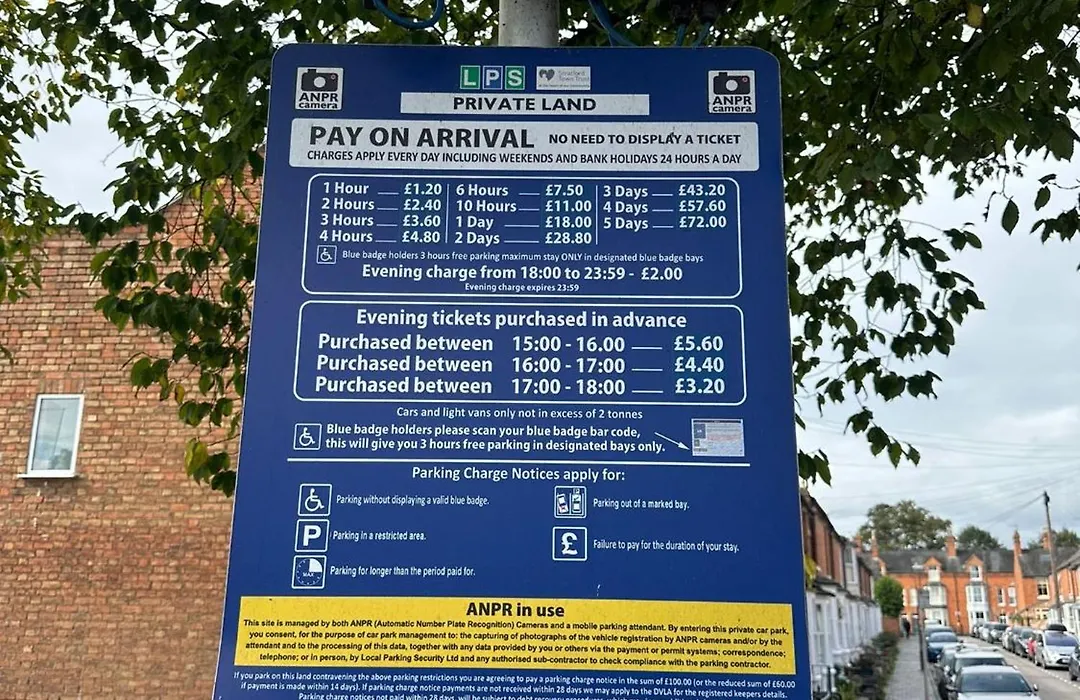 LPS
Stratford
Town Trust
ANPR
camera
PRIVATE LAND
ANPR
camera
PAY ON ARRIVAL NO NEED TO DISPLAY A TICKET
CHARGES APPLY EVERY DAY INCLUDING WEEKENDS AND BANK HOLIDAYS 24 HOURS A DAY
1 Hour £1.20 6 Hours £7.50 3 Days £43.20
2 Hours £2.40 10 Hours £11.00 4 Days £57.60
3 Hours £3.60 1 Day £18.00 5 Days £72.00
4 Hours £4.80 2 Days £28.80
Blue badge holders 3 hours free parking maximum stay ONLY in designated blue badge bays
Evening charge from 18:00 to 23:59 - £2.00
Evening charge expires 23:59
Evening tickets purchased in advance
Purchased between 15:00 - 16.00 £5.60
Purchased between 16:00 - 17:00 £4.40
Purchased between 17:00 - 18:00 £3.20
Cars and light vans only not in excess of 2 tonnes
Blue badge holders please scan your blue badge bar code,
this will give you 3 hours free parking in designated bays only.
Parking Charge Notices apply for:
Parking without displaying a valid blue badge.
Parking out of a marked bay.
P Parking in a restricted area.
£ Failure to pay for the duration of your stay.
MAX Parking for longer than the period paid for.
ANPR in use
This site is managed by both ANPR (Automatic Number Plate Recognition) Cameras and a mobile parking attendant. By entering this private car park,
you consent, for the purpose of car park management to: the capturing of photographs of the vehicle registration by ANPR cameras and/or by the
attendant and to the processing of this data, together with any data provided by you or others via the payment or permit systems; correspondence;
telephone; or in person, by Local Parking Security Ltd and any authorised sub-contractor to check compliance with the parking contractor.
If you park on this land contravening the above parking restrictions you are agreeing to pay a parking charge notice in the sum of £100.00 (or the reduced sum of £60.00
if payment is made within 14 days). If parking charge notice payments are not received within 28 days we may apply to the DVLA for the registered keepers details.
Parking charge notices not paid within 28 days, will be subject to debt recovery